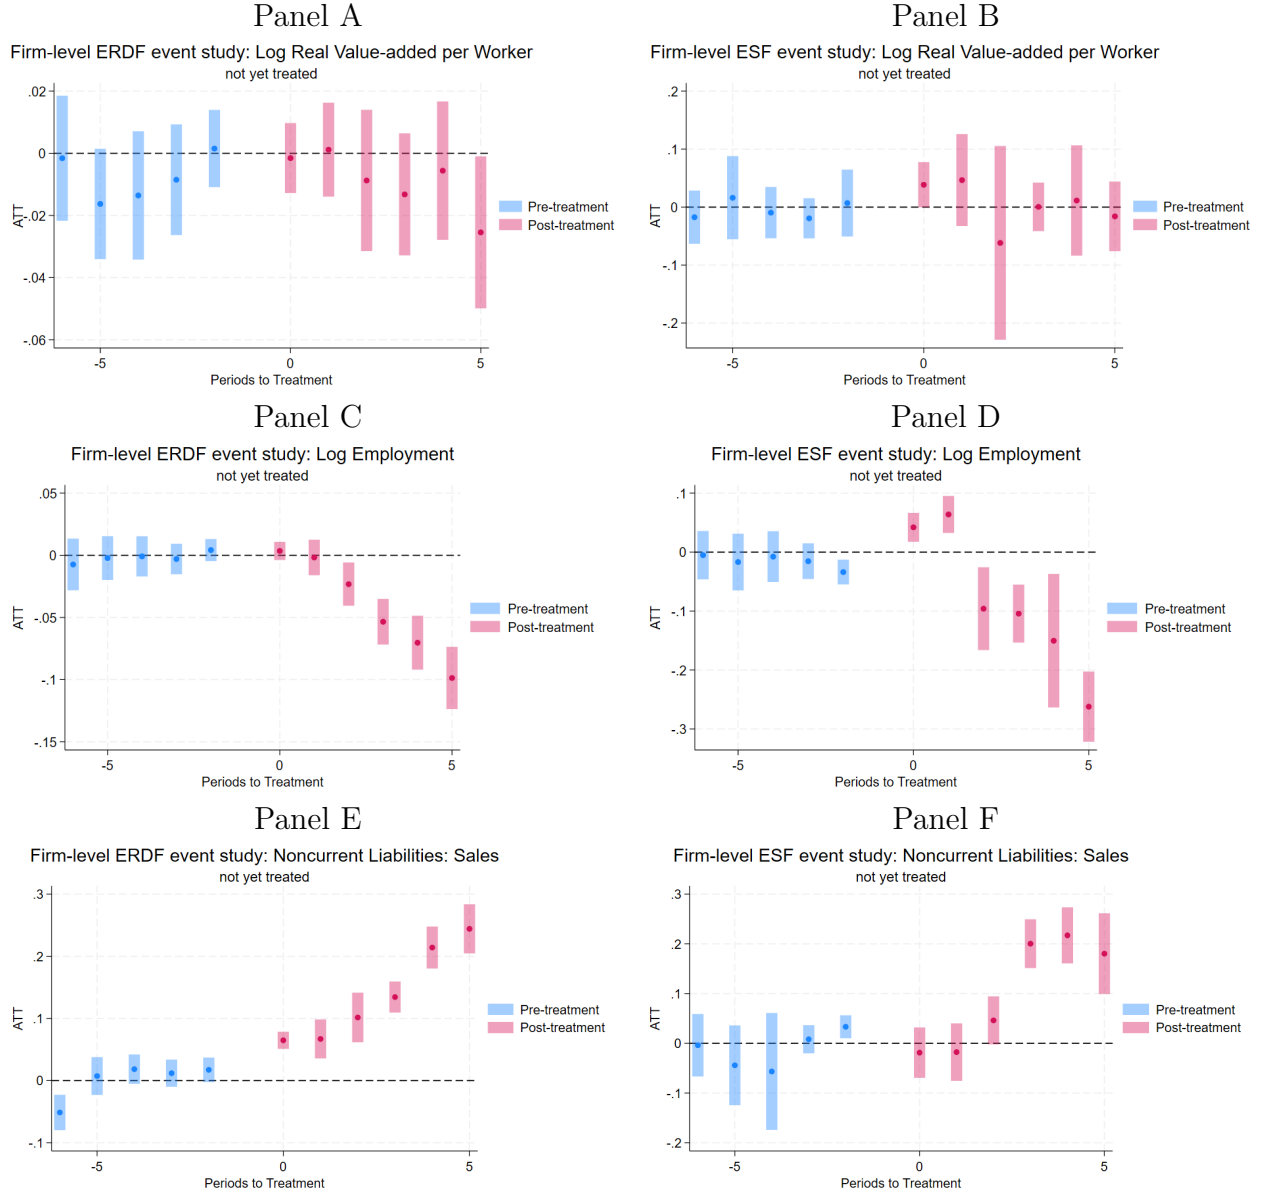 Panel A
Firm-level ERDF event study: Log Real Value-added per Worker
not yet treated
.02
0
-.02
-.04
-.06
ATT
-5
0
5
Periods to Treatment
Pre-treatment
Post-treatment
Panel B
Firm-level ESF event study: Log Real Value-added per Worker
not yet treated
.2
.1
0
-.1
-.2
ATT
-5
0
5
Periods to Treatment
Pre-treatment
Post-treatment
Panel C
Firm-level ERDF event study: Log Employment
not yet treated
.05
0
-.05
-.1
-.15
ATT
-5
0
5
Periods to Treatment
Pre-treatment
Post-treatment
Panel D
Firm-level ESF event study: Log Employment
not yet treated
.1
0
-.1
-.2
-.3
ATT
-5
0
5
Periods to Treatment
Pre-treatment
Post-treatment
Panel E
Firm-level ERDF event study: Noncurrent Liabilities: Sales
not yet treated
.3
.2
.1
0
-.1
ATT
-5
0
5
Periods to Treatment
Pre-treatment
Post-treatment
Panel F
Firm-level ESF event study: Noncurrent Liabilities: Sales
not yet treated
.3
.2
.1
0
-.1
-.2
ATT
-5
0
5
Periods to Treatment
Pre-treatment
Post-treatment